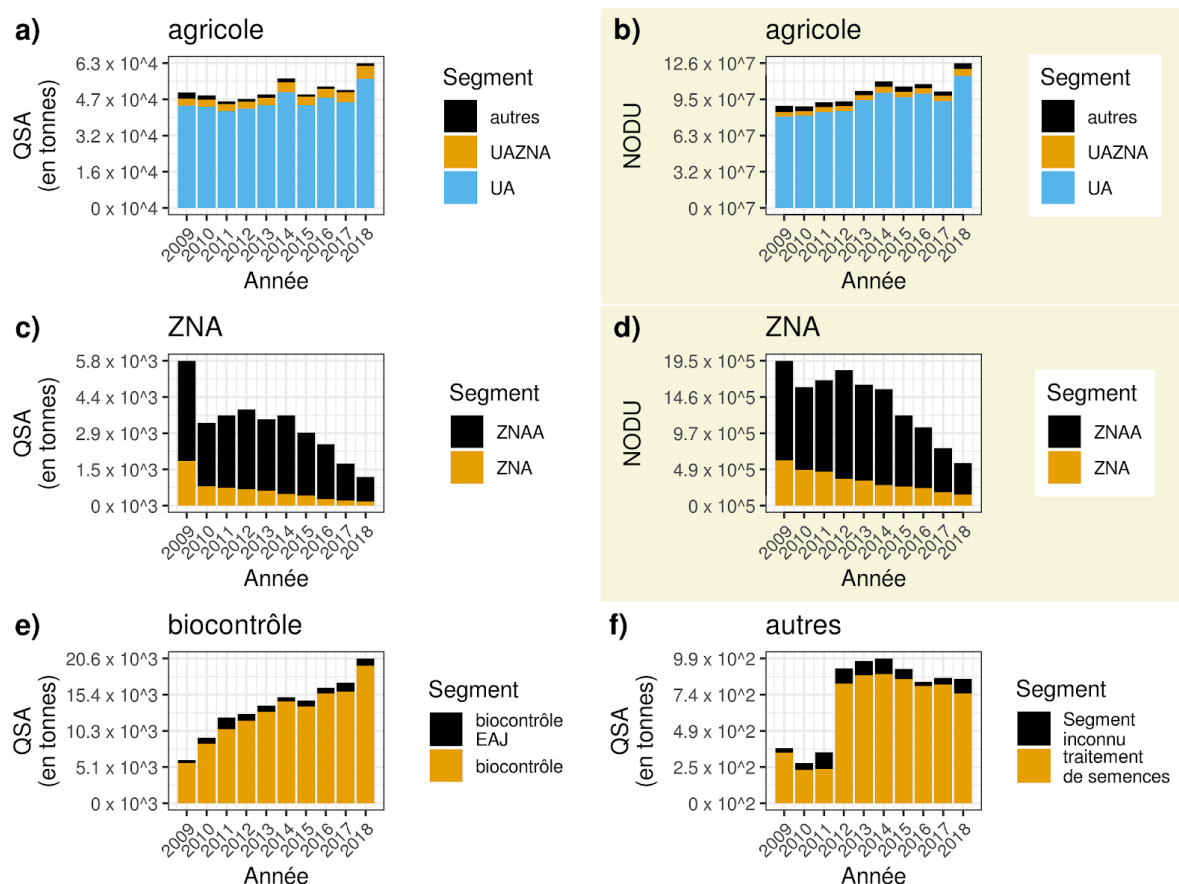 a)
agricole
QSA
(en tonnes)
6.3 x 10^4
4.7 x 10^4
3.2 x 10^4
1.6 x 10^4
0 x 10^4
2009
2010
2011
2012
2013
2014
2015
2016
2017
2018
Année
Segment
autres
UAZNA
UA
b)
agricole
NODU
12.6 x 10^7
9.5 x 10^7
6.3 x 10^7
3.2 x 10^7
0 x 10^7
2009
2010
2011
2012
2013
2014
2015
2016
2017
2018
Année
Segment
autres
UAZNA
UA
c)
ZNA
QSA
(en tonnes)
5.8 x 10^3
4.4 x 10^3
2.9 x 10^3
1.5 x 10^3
0 x 10^3
2009
2010
2011
2012
2013
2014
2015
2016
2017
2018
Année
Segment
ZNAA
ZNA
d)
ZNA
NODU
19.5 x 10^5
14.6 x 10^5
9.7 x 10^5
4.9 x 10^5
0 x 10^5
2009
2010
2011
2012
2013
2014
2015
2016
2017
2018
Année
Segment
ZNAA
ZNA
e)
biocontrôle
QSA
(en tonnes)
20.6 x 10^3
15.4 x 10^3
10.3 x 10^3
5.1 x 10^3
0 x 10^3
2009
2010
2011
2012
2013
2014
2015
2016
2017
2018
Année
Segment
biocontrôle
EAJ
biocontrôle
f)
autres
QSA
(en tonnes)
9.9 x 10^2
7.4 x 10^2
4.9 x 10^2
2.5 x 10^2
0 x 10^2
2009
2010
2011
2012
2013
2014
2015
2016
2017
2018
Année
Segment
Segment
inconnu
traitement
de semences